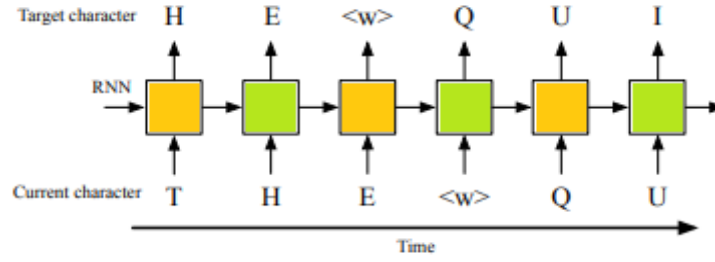 Target character H E <w> Q U I
RNN
Current character T H E <w> Q U
Time